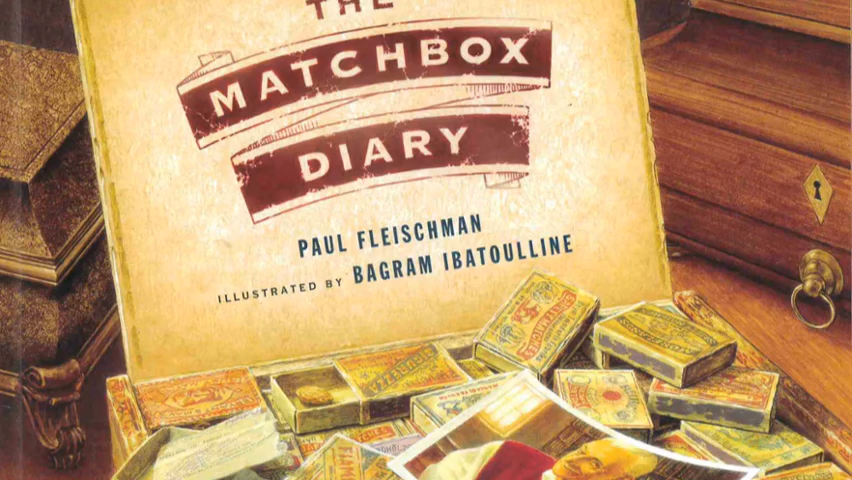 THE
MATCHBOX
DIARY
PAUL FLEISCHMAN
ILLUSTRATED BY BAGRAM IBATOULLINE